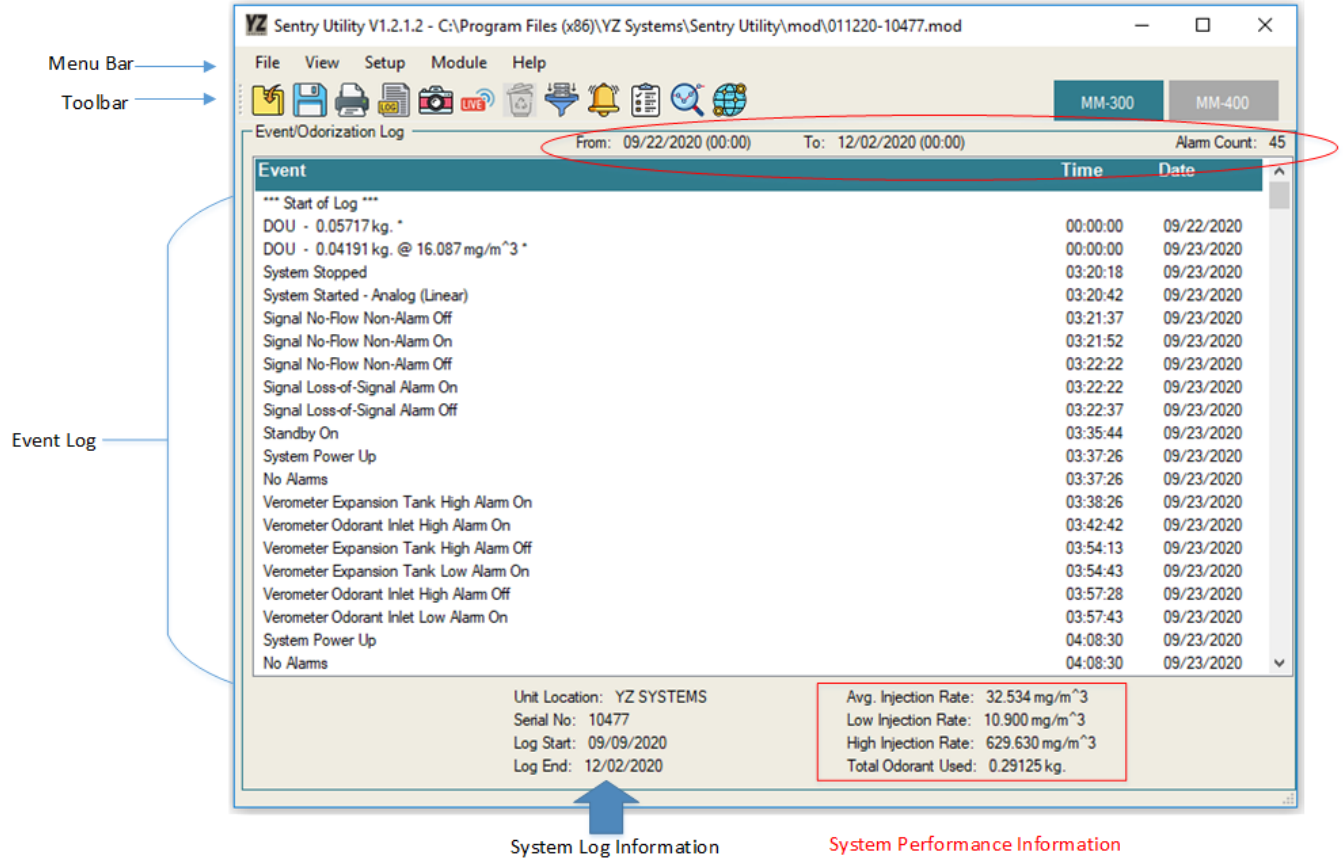 YZ Sentry Utility V1.2.1.2 - C:\Program Files (x86)\YZ Systems\Sentry Utility\mod\011220-10477.mod
Menu Bar
File View Setup Module Help
Toolbar
LOG LIVE MM-300 MM-400
Event/Odorization Log From: 09/22/2020 (00:00) To: 12/02/2020 (00:00) Alarm Count: 45
Event Time Date
*** Start of Log ***
DOU - 0.05717 kg. * 00:00:00 09/22/2020
DOU - 0.04191 kg. @ 16.087 mg/m^3 * 00:00:00 09/23/2020
System Stopped 03:20:18 09/23/2020
System Started - Analog (Linear) 03:20:42 09/23/2020
Signal No-Flow Non-Alarm Off 03:21:37 09/23/2020
Signal No-Flow Non-Alarm On 03:21:52 09/23/2020
Signal No-Flow Non-Alarm Off 03:22:22 09/23/2020
Signal Loss-of-Signal Alarm On 03:22:22 09/23/2020
Signal Loss-of-Signal Alarm Off 03:22:37 09/23/2020
Event Log
Standby On 03:35:44 09/23/2020
System Power Up 03:37:26 09/23/2020
No Alarms 03:37:26 09/23/2020
Verometer Expansion Tank High Alarm On 03:38:26 09/23/2020
Verometer Odorant Inlet High Alarm On 03:42:42 09/23/2020
Verometer Expansion Tank High Alarm Off 03:54:13 09/23/2020
Verometer Expansion Tank Low Alarm On 03:54:43 09/23/2020
Verometer Odorant Inlet High Alarm Off 03:57:28 09/23/2020
Verometer Odorant Inlet Low Alarm On 03:57:43 09/23/2020
System Power Up 04:08:30 09/23/2020
No Alarms 04:08:30 09/23/2020
Unit Location: YZ SYSTEMS Avg. Injection Rate: 32.534 mg/m^3
Serial No: 10477 Low Injection Rate: 10.900 mg/m^3
Log Start: 09/09/2020 High Injection Rate: 629.630 mg/m^3
Log End: 12/02/2020 Total Odorant Used: 0.29125 kg.
System Log Information System Performance Information